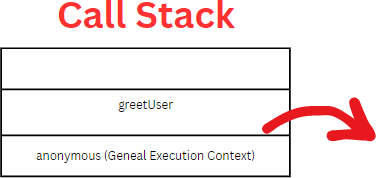 Call Stack
greetUser
anonymous (Geneal Execution Context)